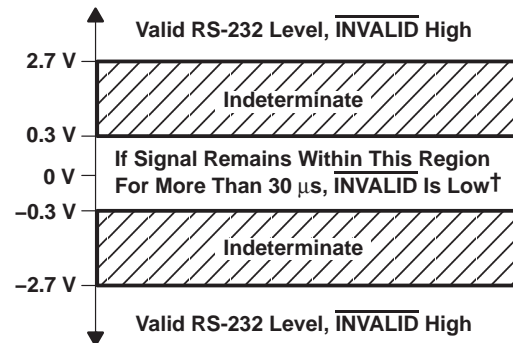 Valid RS-232 Level, INVALID High
2.7 V
Indeterminate
0.3 V
If Signal Remains Within This Region
0 V
For More Than 30 μs, INVALID Is Low†
−0.3 V
Indeterminate
−2.7 V
Valid RS-232 Level, INVALID High